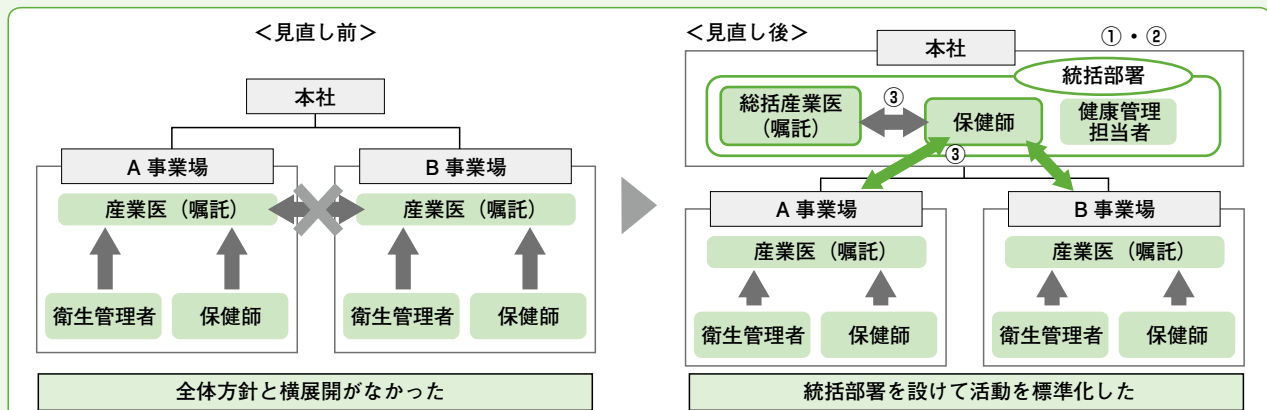 ＜見直し前＞
本社
A 事業場
B 事業場
産業医（嘱託）
産業医（嘱託）
衛生管理者
保健師
衛生管理者
保健師
全体方針と横展開がなかった
＜見直し後＞
①・②
本社
統括部署
総括産業医
（嘱託）
③
保健師
健康管理
担当者
③
A 事業場
B 事業場
産業医（嘱託）
産業医（嘱託）
衛生管理者
保健師
衛生管理者
保健師
統括部署を設けて活動を標準化した